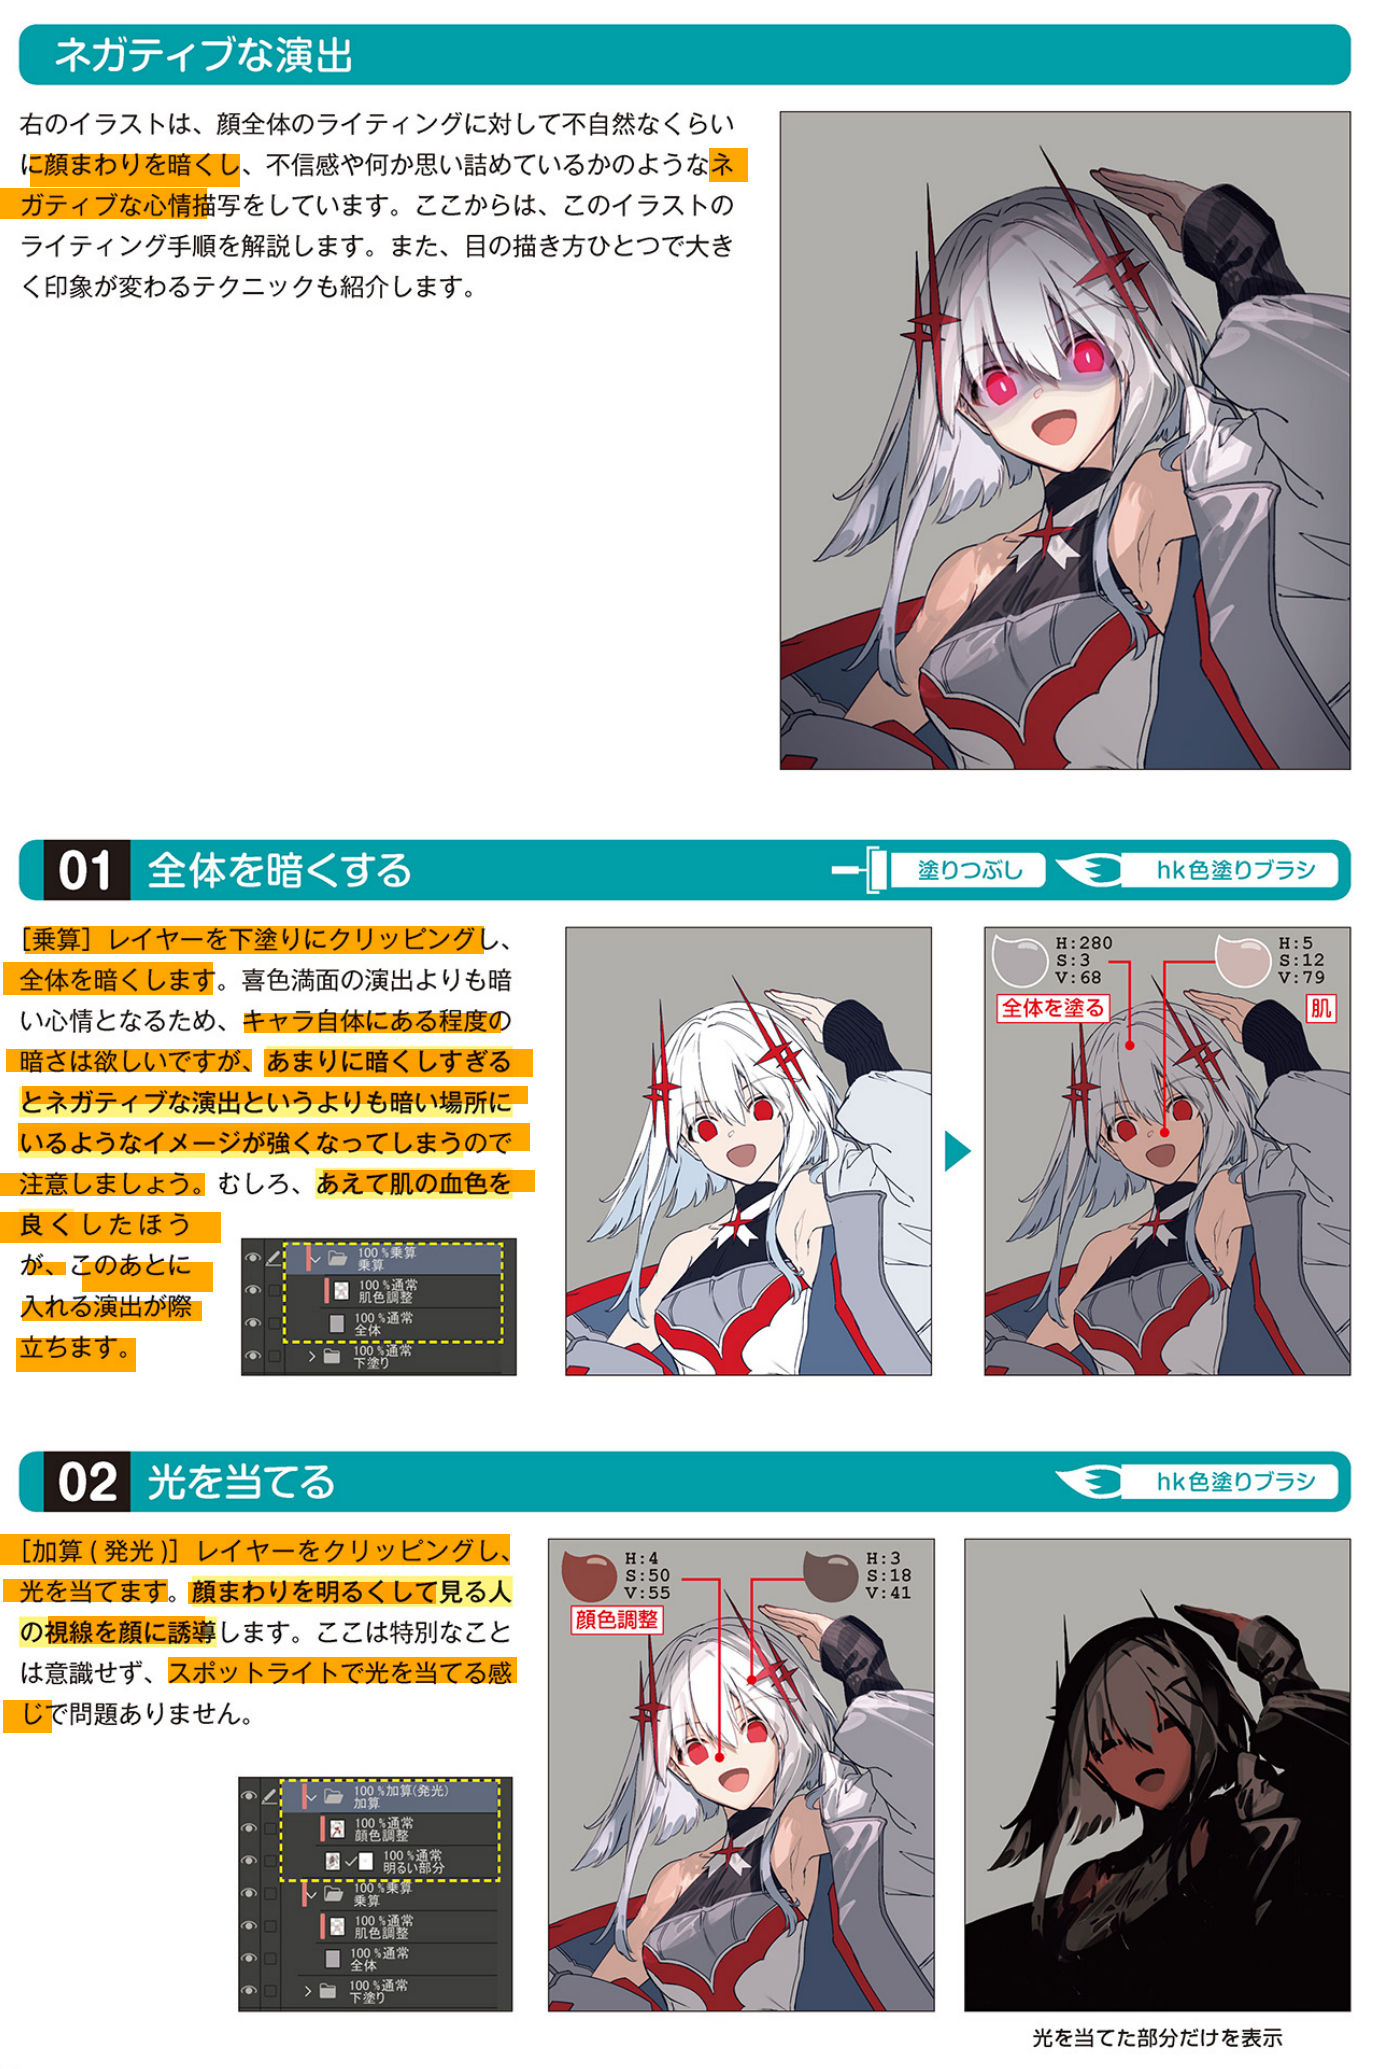 ネガティブな演出
右のイラストは、顔全体のライティングに対して不自然なくらい
に顔まわりを暗くし、不信感や何か思い詰めているかのようなネ
ガティブな心情描写をしています。ここからは、このイラストの
ライティング手順を解説します。また、目の描き方ひとつで大き
く印象が変わるテクニックも紹介します。
01 全体を暗くする
塗りつぶし
hk色塗りブラシ
［乗算］レイヤーを下塗りにクリッピングし、
全体を暗くします。喜色満面の演出よりも暗
い心情となるため、キャラ自体にある程度の
暗さは欲しいですが、あまりに暗くしすぎる
とネガティブな演出というよりも暗い場所に
いるようなイメージが強くなってしまうので
注意しましょう。むしろ、あえて肌の血色を
良くしたほう
が、このあとに
入れる演出が際
立ちます。
100 %乗算
乗算
100 %通常
肌色調整
100 %通常
全体
100 %通常
下塗り
H:280
S:3
V:68
全体を塗る
H:5
S:12
V:79
肌
02 光を当てる
hk色塗りブラシ
［加算(発光)］レイヤーをクリッピングし、
光を当てます。顔まわりを明るくして見る人
の視線を顔に誘導します。ここは特別なこと
は意識せず、スポットライトで光を当てる感
じで問題ありません。
100 %加算(発光)
加算
100 %通常
顔色調整
100 %通常
明るい部分
100 %乗算
乗算
100 %通常
肌色調整
100 %通常
全体
100 %通常
下塗り
H:4
S:50
V:55
顔色調整
H:3
S:18
V:41
光を当てた部分だけを表示